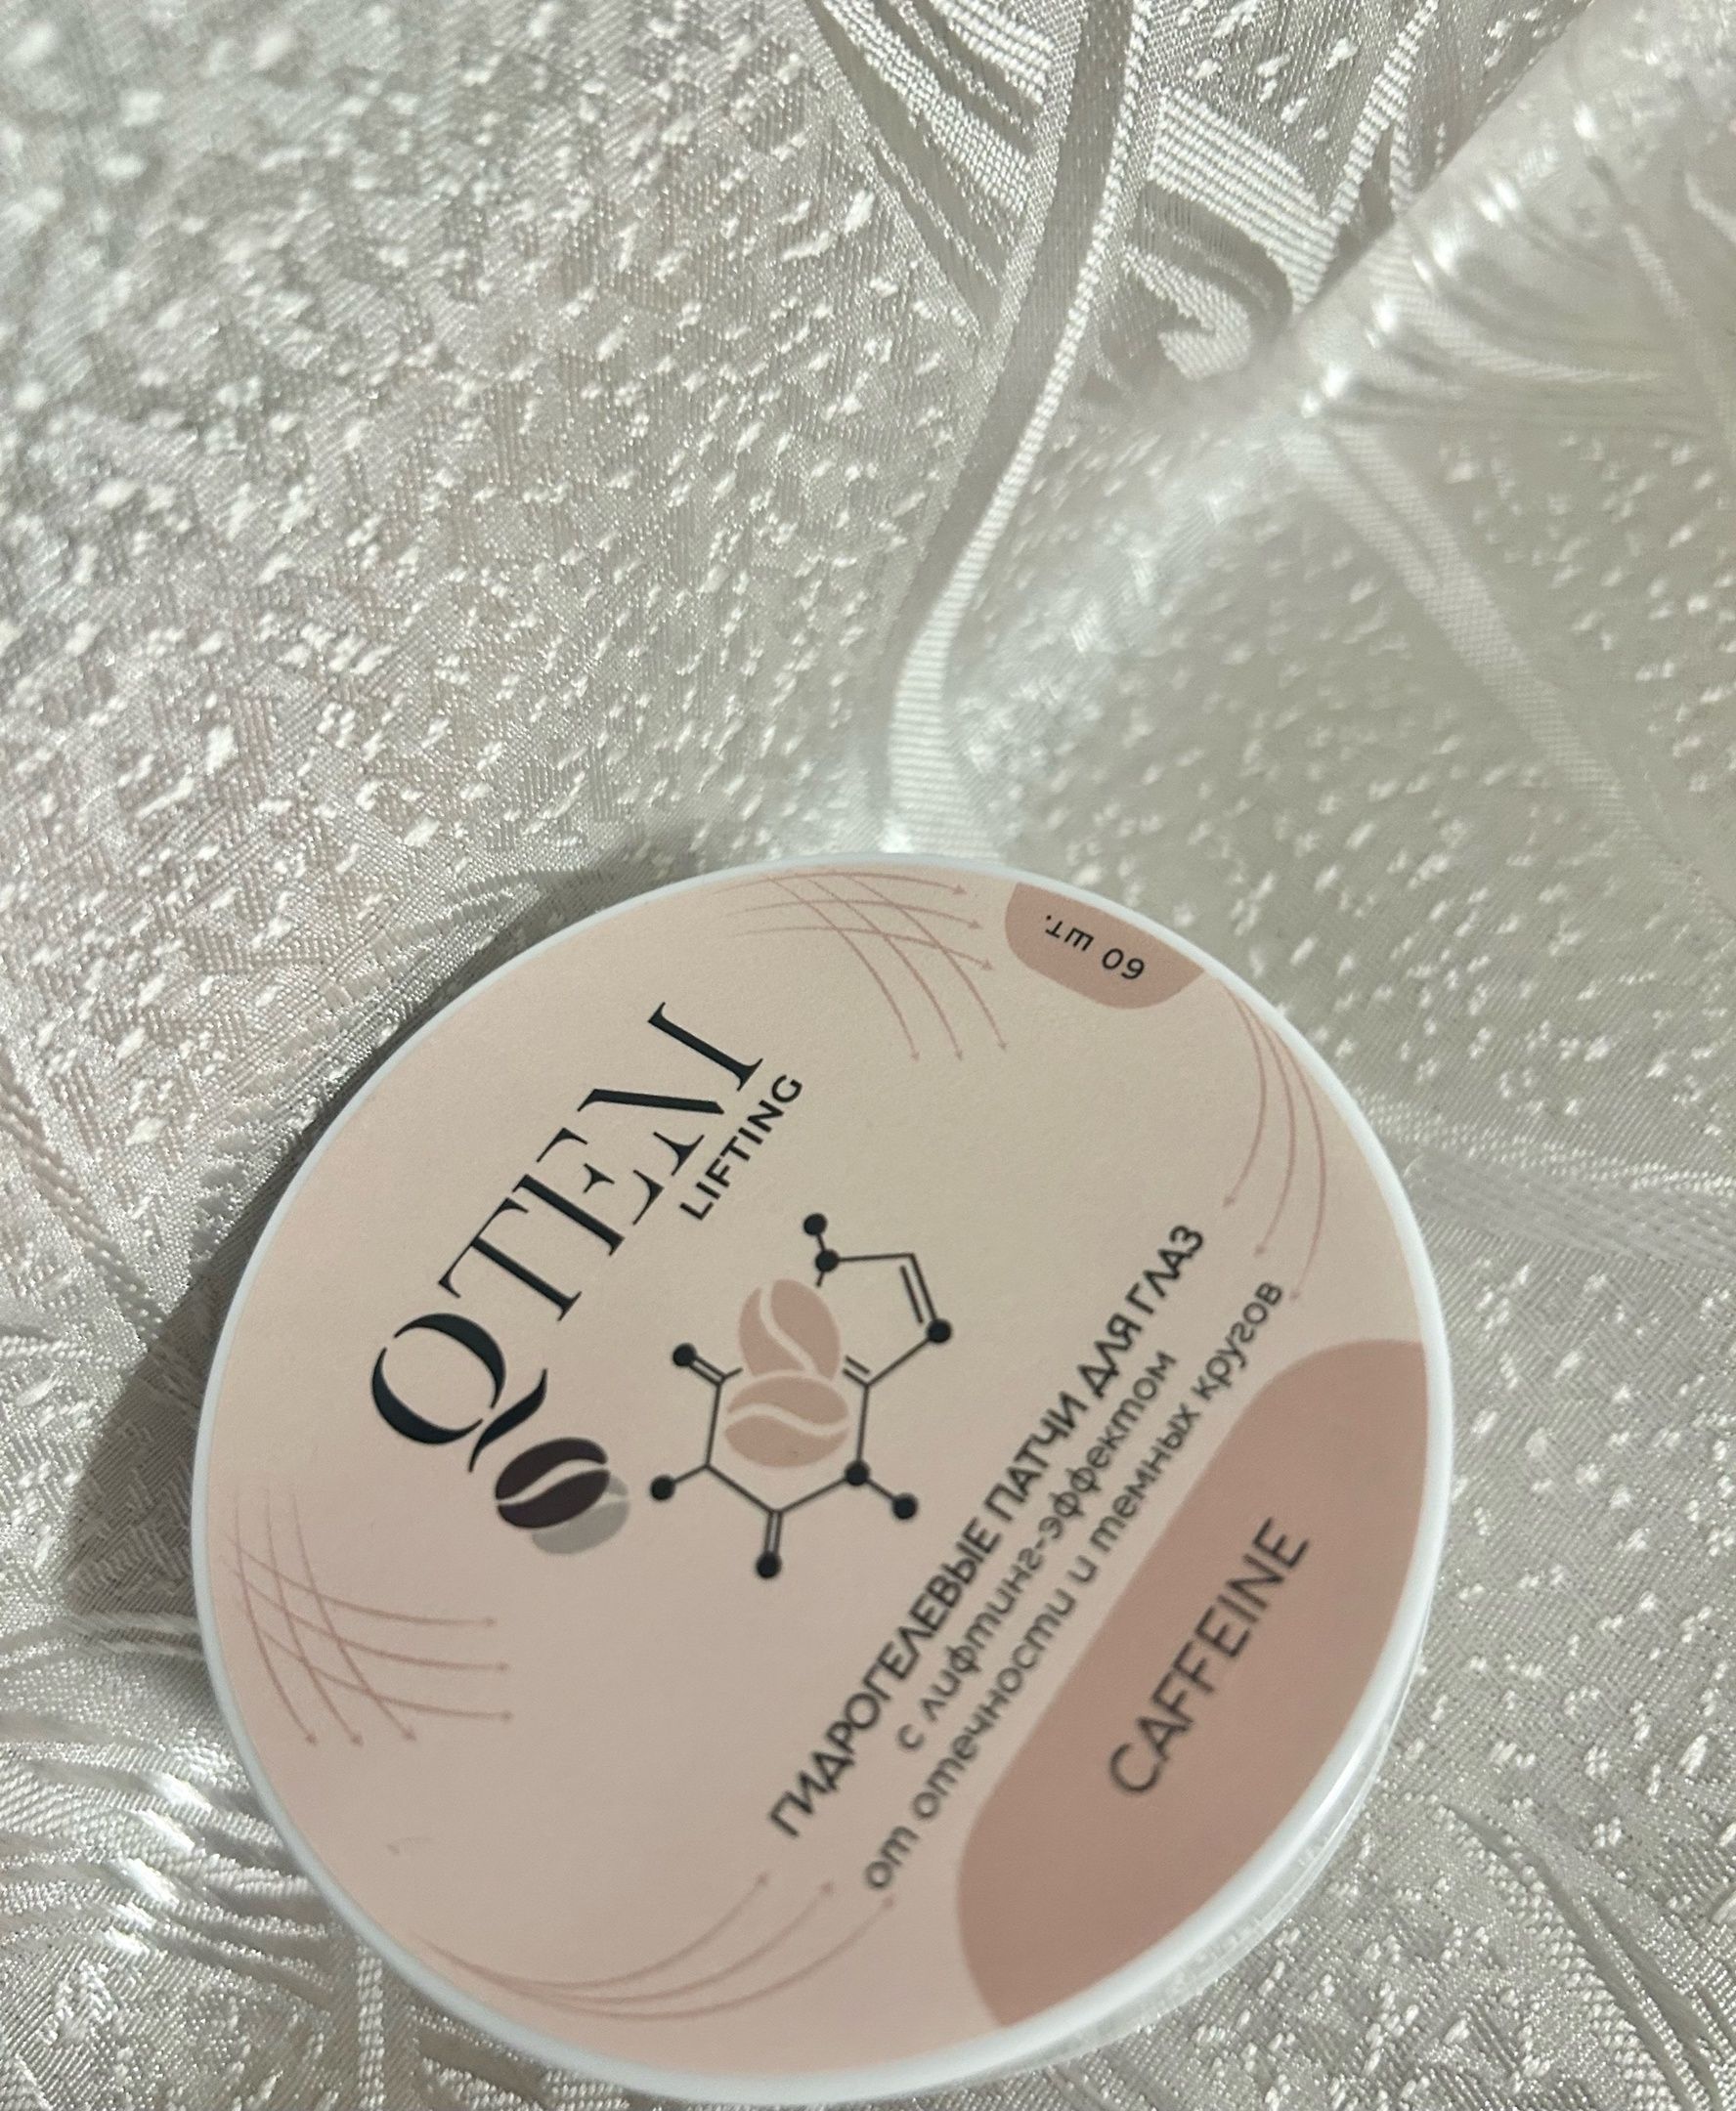 60 шт.
QTEM
LIFTING
ГИДРОГЕЛЕВЫЕ ПАТЧИ ДЛЯ ГЛАЗ
с лифтинг-эффектом
от отечности и темных кругов
CAFFEINE